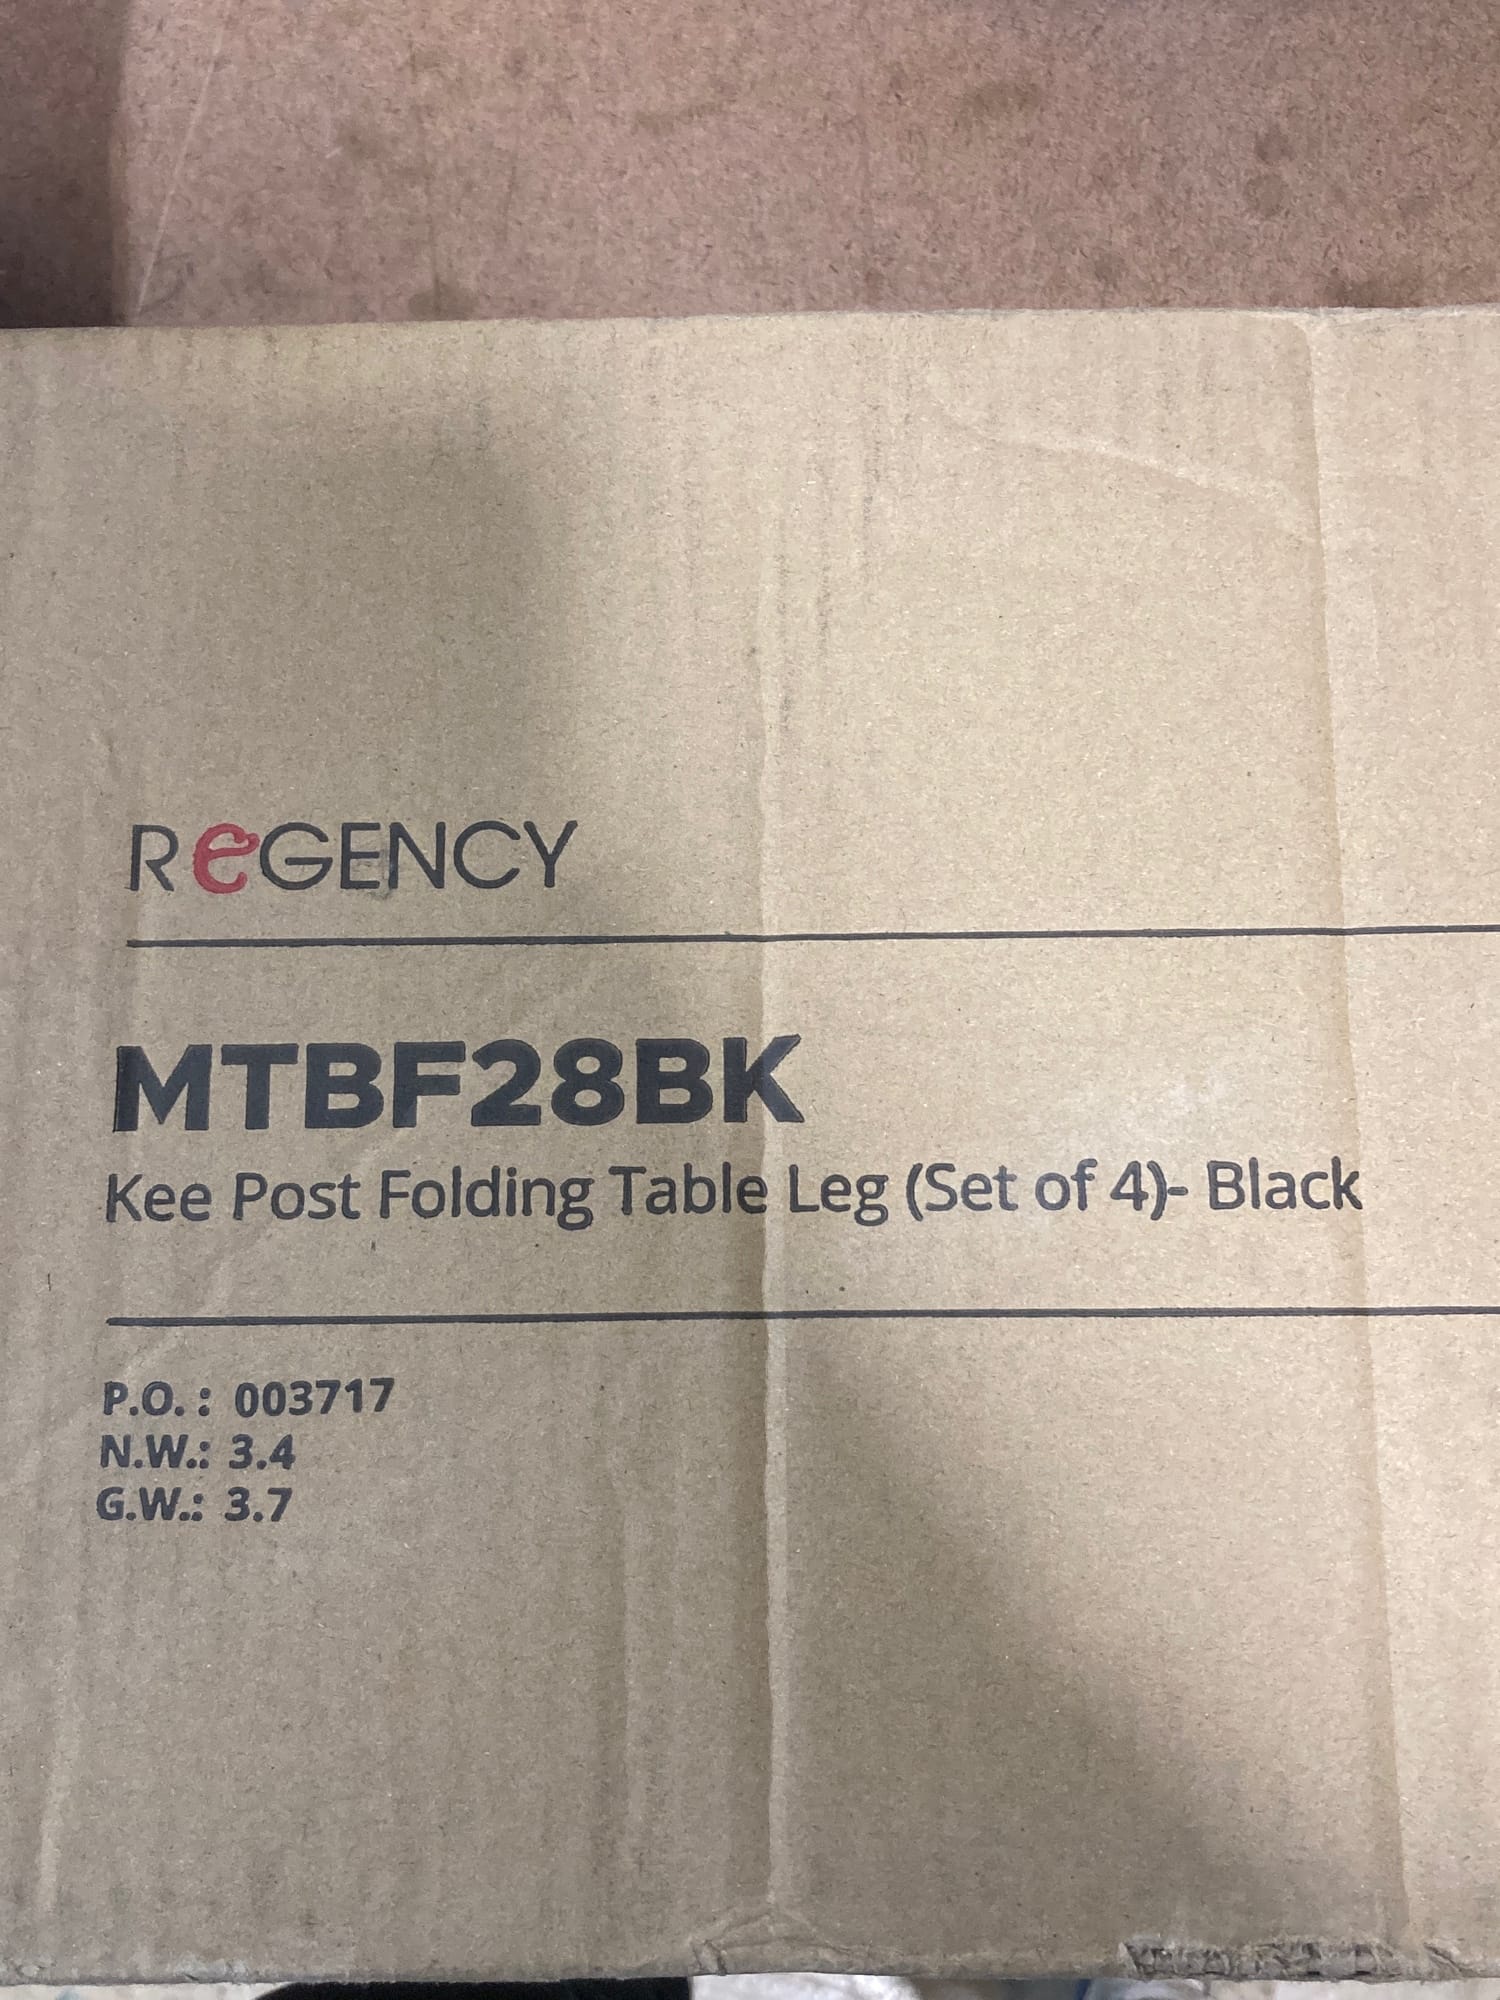 ReGENCY
MTBF28BK
Kee Post Folding Table Leg (Set of 4)- Black
P.O. : 003717
N.W.: 3.4
G.W.: 3.7